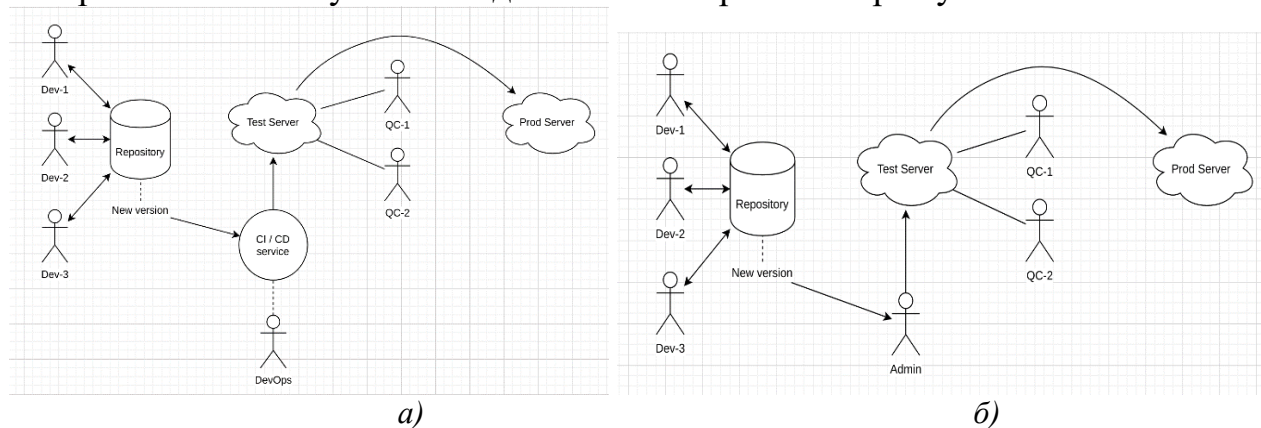 Dev-1
Dev-2
Dev-3
Repository
New version
CI / CD
service
DevOps
Test Server
QC-1
QC-2
Prod Server
а)
Dev-1
Dev-2
Dev-3
Repository
New version
Admin
Test Server
QC-1
QC-2
Prod Server
б)